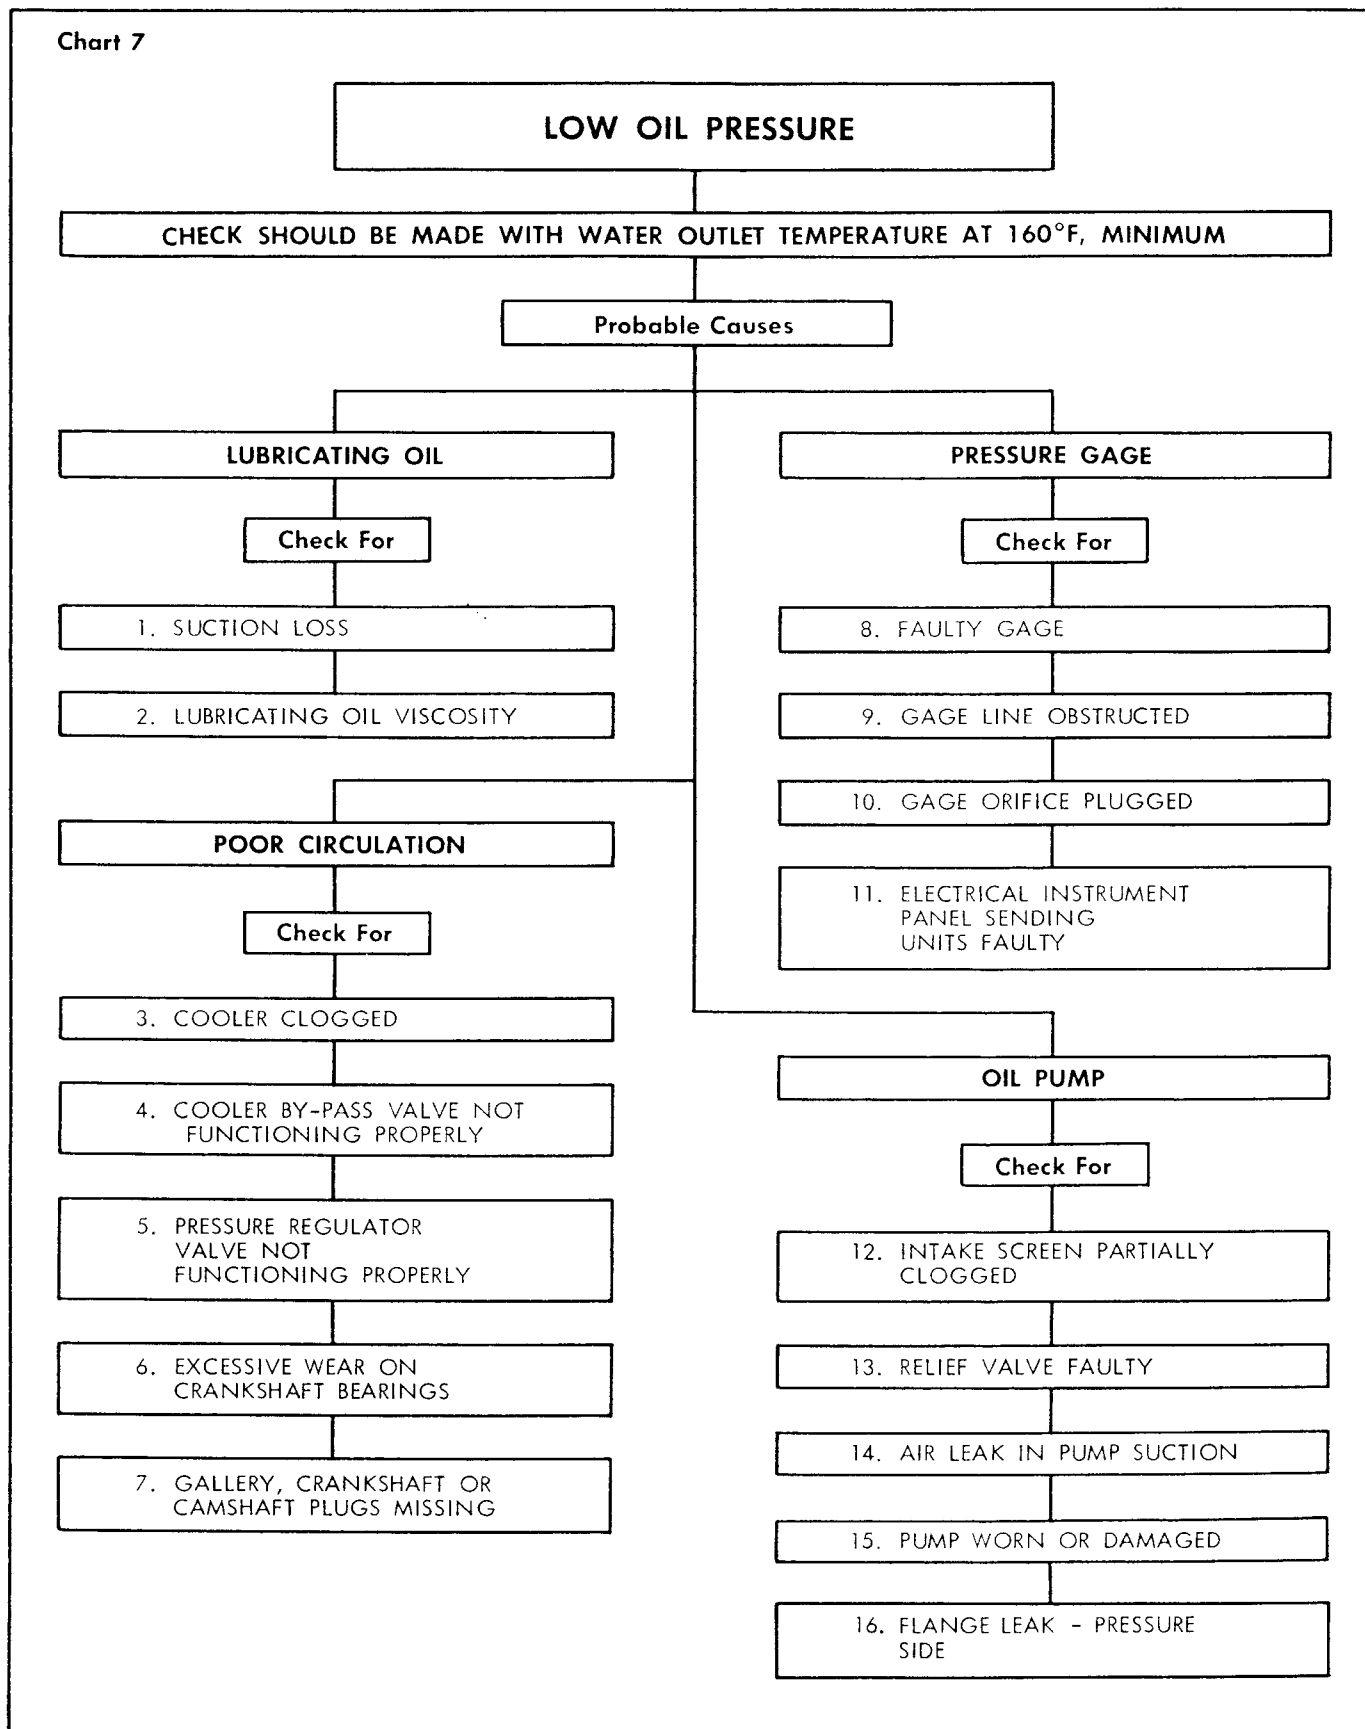 Chart 7
LOW OIL PRESSURE
CHECK SHOULD BE MADE WITH WATER OUTLET TEMPERATURE AT 160°F, MINIMUM
Probable Causes
LUBRICATING OIL
Check For
1. SUCTION LOSS
2. LUBRICATING OIL VISCOSITY
POOR CIRCULATION
Check For
3. COOLER CLOGGED
4. COOLER BY-PASS VALVE NOT
FUNCTIONING PROPERLY
5. PRESSURE REGULATOR
VALVE NOT
FUNCTIONING PROPERLY
6. EXCESSIVE WEAR ON
CRANKSHAFT BEARINGS
7. GALLERY, CRANKSHAFT OR
CAMSHAFT PLUGS MISSING
PRESSURE GAGE
Check For
8. FAULTY GAGE
9. GAGE LINE OBSTRUCTED
10. GAGE ORIFICE PLUGGED
11. ELECTRICAL INSTRUMENT
PANEL SENDING
UNITS FAULTY
OIL PUMP
Check For
12. INTAKE SCREEN PARTIALLY
CLOGGED
13. RELIEF VALVE FAULTY
14. AIR LEAK IN PUMP SUCTION
15. PUMP WORN OR DAMAGED
16. FLANGE LEAK - PRESSURE
SIDE